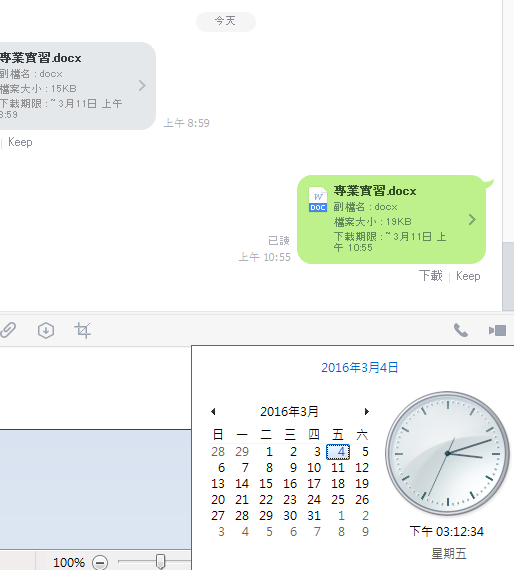 今天
專業實習.docx
副檔名 : docx
檔案大小 : 15KB
下載期限 : ~ 3月11日 上午
8:59
上午 8:59
Keep
專業實習.docx
副檔名 : docx
檔案大小 : 19KB
下載期限 : ~ 3月11日 上
午 10:55
W
DOC
已讀
上午 10:55
下載 | Keep
2016年3月4日
2016年3月
日 一 二 三 四 五 六
28 29 1 2 3 4 5
6 7 8 9 10 11 12
13 14 15 16 17 18 19
20 21 22 23 24 25 26
27 28 29 30 31 1 2
3 4 5 6 7 8 9
下午 03:12:34
星期五
100%